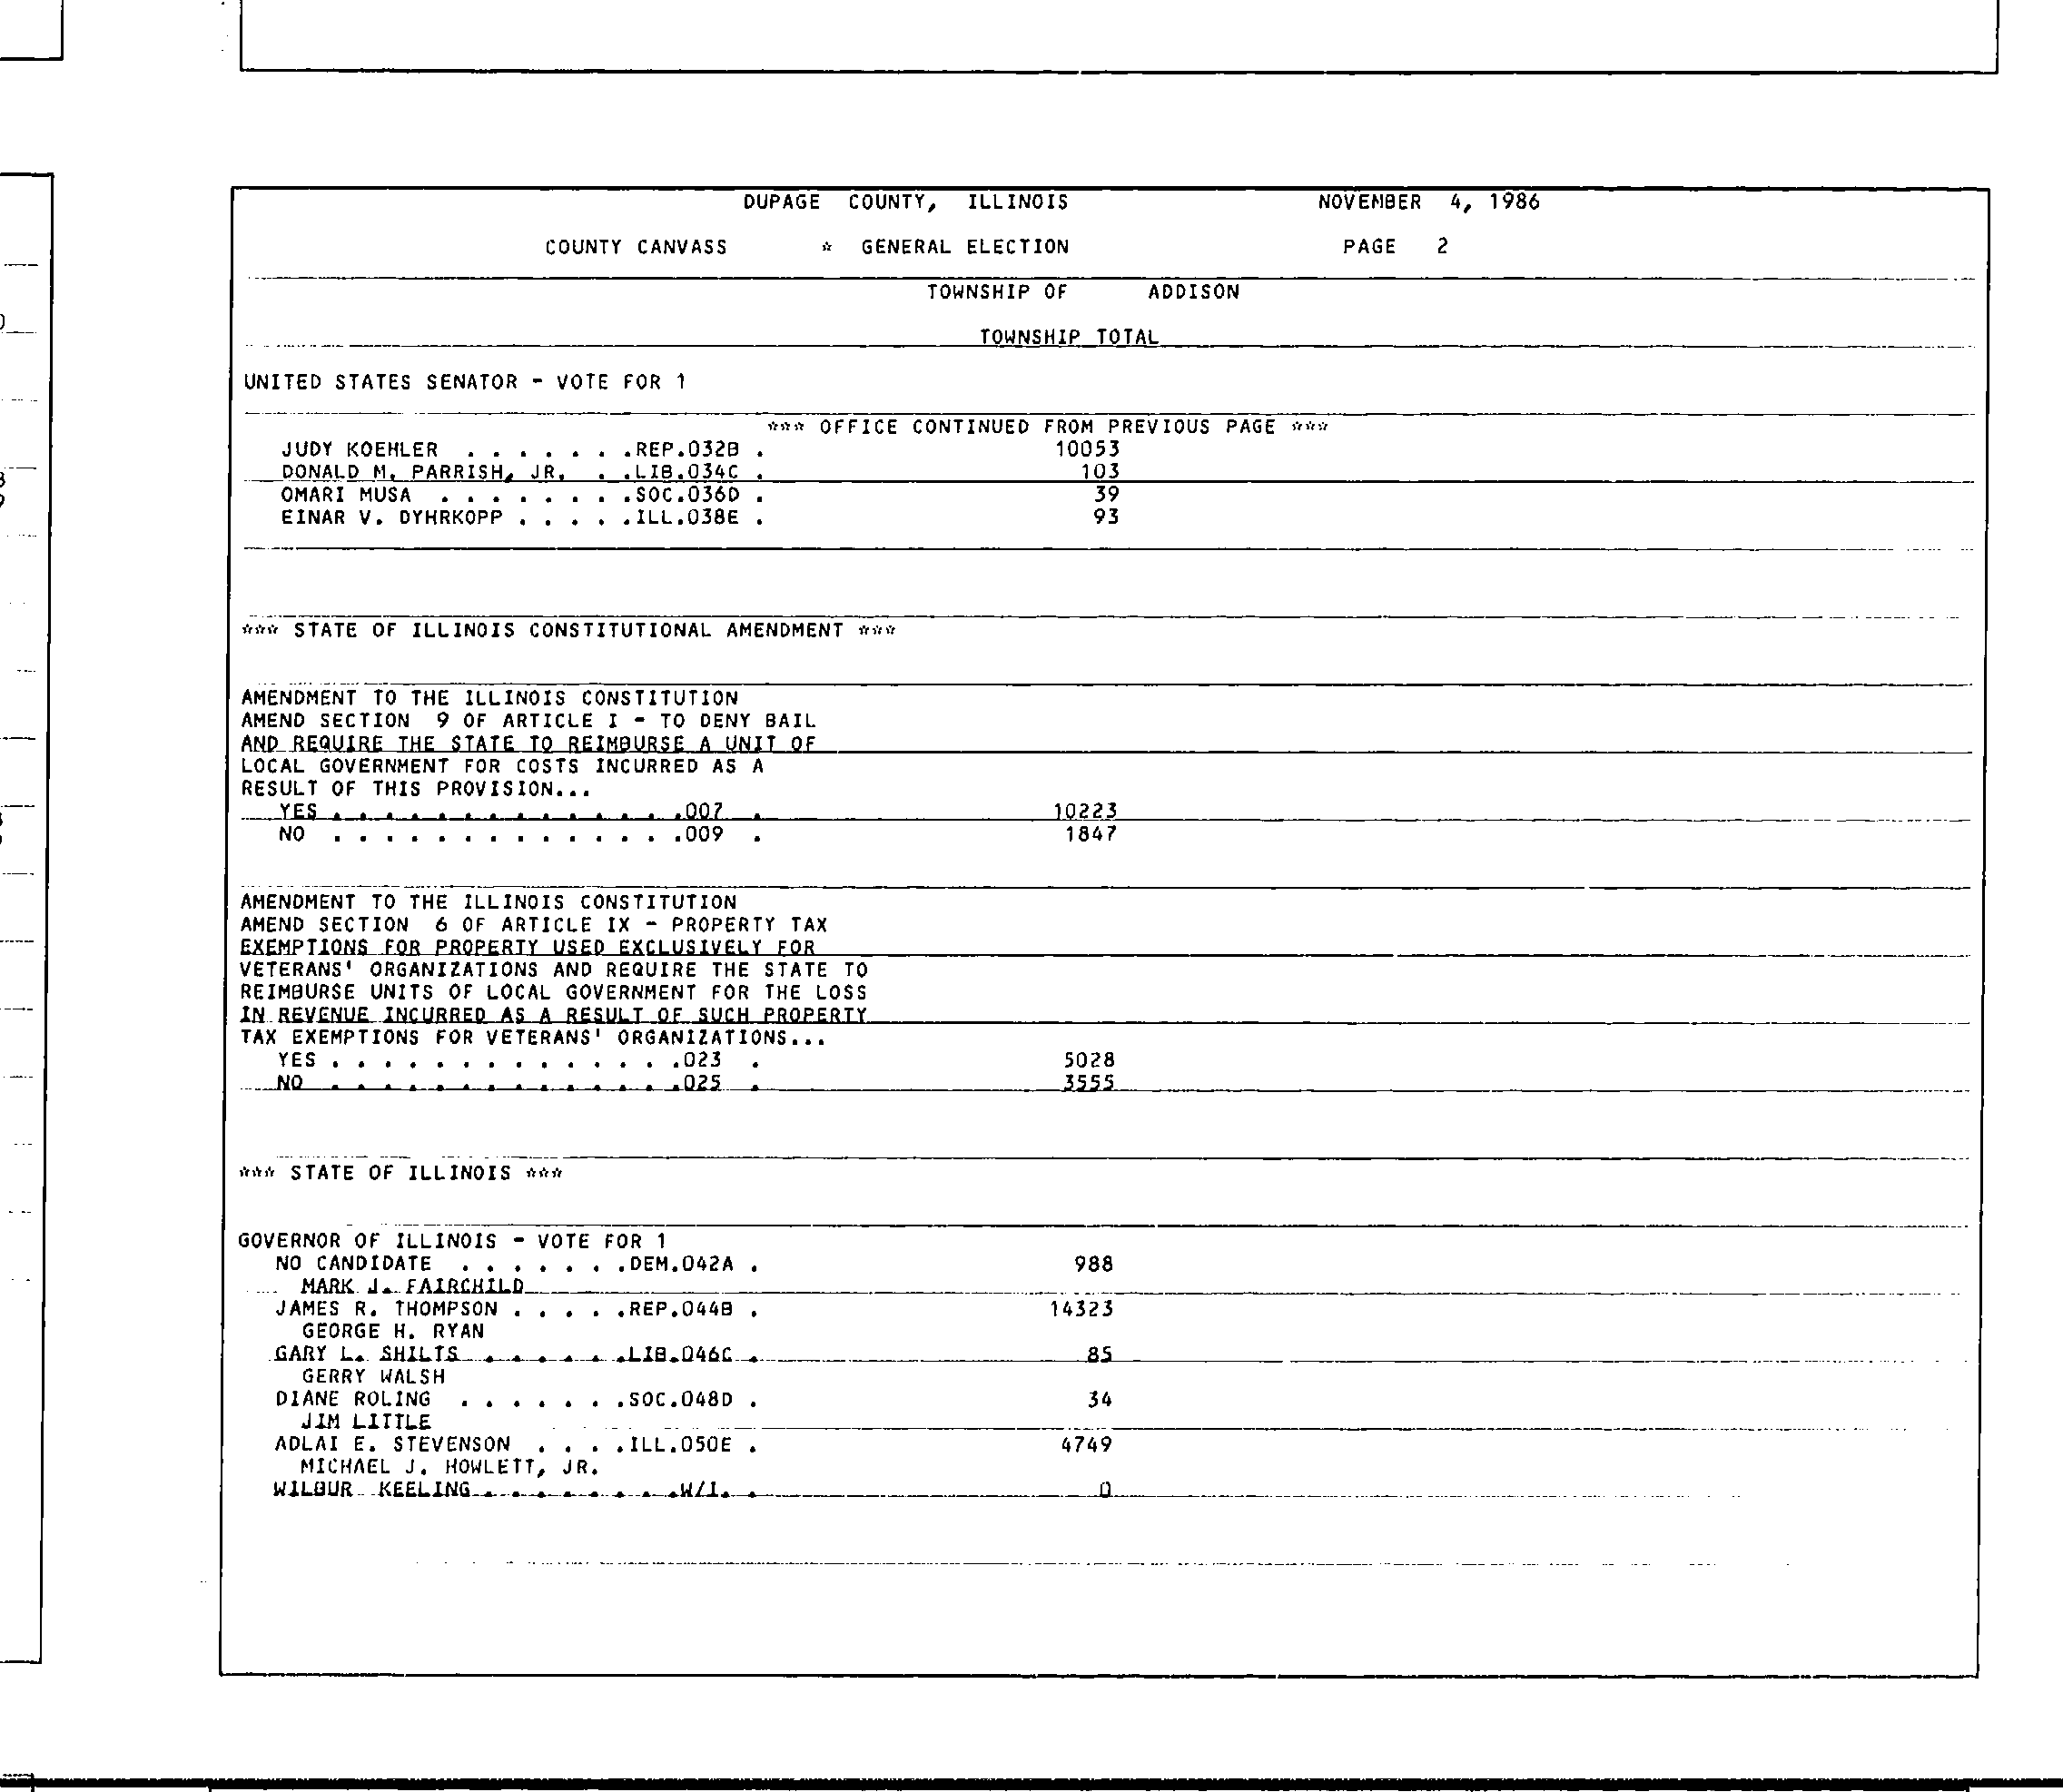 DUPAGE COUNTY, ILLINOIS NOVEMBER 4, 1986
COUNTY CANVASS * GENERAL ELECTION PAGE 2
TOWNSHIP OF ADDISON
TOWNSHIP TOTAL
UNITED STATES SENATOR - VOTE FOR 1
*** OFFICE CONTINUED FROM PREVIOUS PAGE ***
JUDY KOEHLER . . . . . . .REP.032B . 10053
DONALD M. PARRISH, JR. . .LIB.034C . 103
OMARI MUSA . . . . . . . .SOC.036D . 39
EINAR V. DYHRKOPP . . . . .ILL.038E . 93
*** STATE OF ILLINOIS CONSTITUTIONAL AMENDMENT ***
AMENDMENT TO THE ILLINOIS CONSTITUTION
AMEND SECTION 9 OF ARTICLE I - TO DENY BAIL
AND REQUIRE THE STATE TO REIMBURSE A UNIT OF
LOCAL GOVERNMENT FOR COSTS INCURRED AS A
RESULT OF THIS PROVISION...
YES . . . . . . . . . . . . . .007 . 10223
NO . . . . . . . . . . . . . .009 . 1847
AMENDMENT TO THE ILLINOIS CONSTITUTION
AMEND SECTION 6 OF ARTICLE IX - PROPERTY TAX
EXEMPTIONS FOR PROPERTY USED EXCLUSIVELY FOR
VETERANS' ORGANIZATIONS AND REQUIRE THE STATE TO
REIMBURSE UNITS OF LOCAL GOVERNMENT FOR THE LOSS
IN REVENUE INCURRED AS A RESULT OF SUCH PROPERTY
TAX EXEMPTIONS FOR VETERANS' ORGANIZATIONS...
YES . . . . . . . . . . . . . .023 . 5028
NO . . . . . . . . . . . . . .025 . 3555
*** STATE OF ILLINOIS ***
GOVERNOR OF ILLINOIS - VOTE FOR 1
NO CANDIDATE . . . . . . .DEM.042A . 988
MARK J. FAIRCHILD
JAMES R. THOMPSON . . . . .REP.044B . 14323
GEORGE H. RYAN
GARY L. SHILTS . . . . . .LIB.046C . 85
GERRY WALSH
DIANE ROLING . . . . . . .SOC.048D . 34
JIM LITTLE
ADLAI E. STEVENSON . . . .ILL.050E . 4749
MICHAEL J. HOWLETT, JR.
WILBUR KEELING . . . . . . . .W/I. . 0